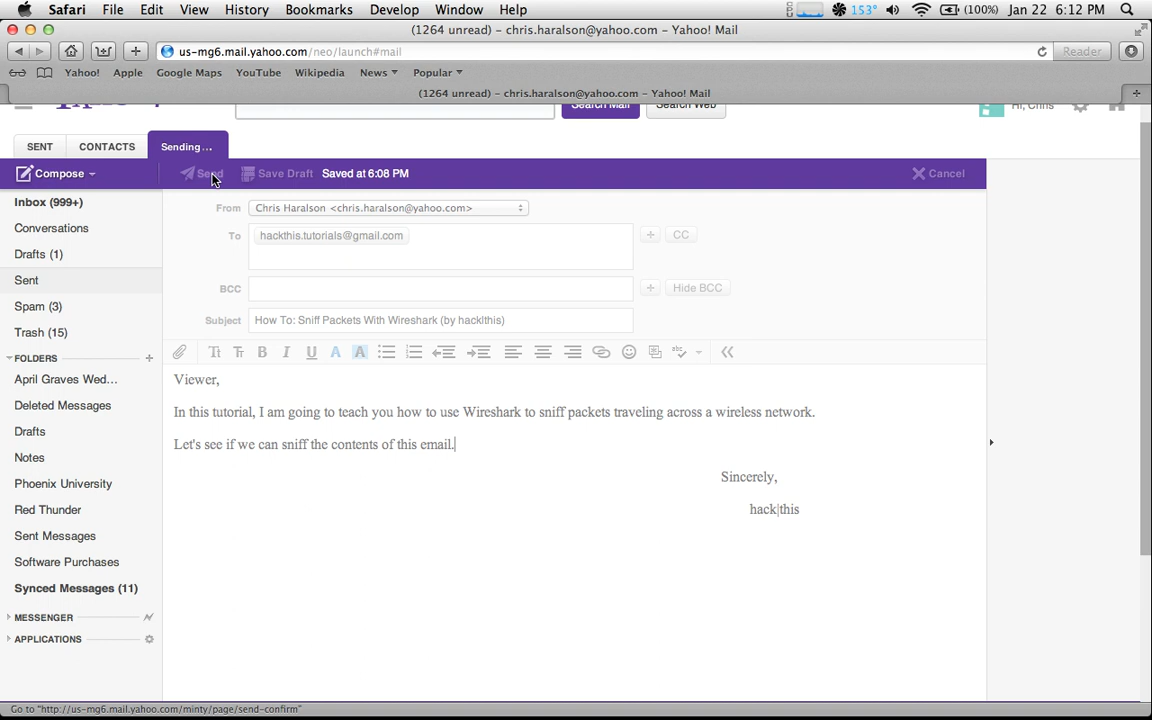 Safari File Edit View History Bookmarks Develop Window Help 153° (100%) Jan 22 6:12 PM
(1264 unread) – chris.haralson@yahoo.com – Yahoo! Mail
us-mg6.mail.yahoo.com/neo/launch#mail Reader
Yahoo! Apple Google Maps YouTube Wikipedia News Popular
(1264 unread) – chris.haralson@yahoo.com – Yahoo! Mail
Search Mail Search Web Hi, Chris
SENT CONTACTS Sending...
Compose Send Save Draft Saved at 6:08 PM Cancel
Inbox (999+)
Conversations
Drafts (1)
Sent
Spam (3)
Trash (15)
FOLDERS
April Graves Wed...
Deleted Messages
Drafts
Notes
Phoenix University
Red Thunder
Sent Messages
Software Purchases
Synced Messages (11)
MESSENGER
APPLICATIONS
From Chris Haralson <chris.haralson@yahoo.com>
To hackthis.tutorials@gmail.com CC
BCC Hide BCC
Subject How To: Sniff Packets With Wireshark (by hack|this)
Viewer,
In this tutorial, I am going to teach you how to use Wireshark to sniff packets traveling across a wireless network.
Let's see if we can sniff the contents of this email.
Sincerely,
hack|this
Go to "http://us-mg6.mail.yahoo.com/minty/page/send-confirm"